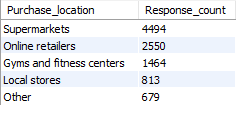 Purchase_location Response_count
Supermarkets 4494
Online retailers 2550
Gyms and fitness centers 1464
Local stores 813
Other 679